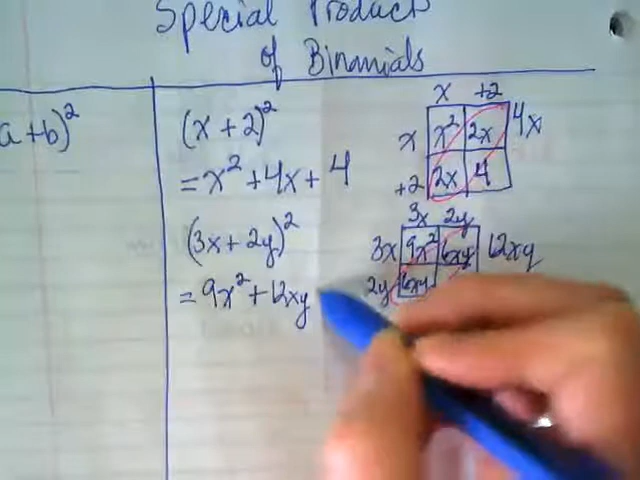 Special Products
of Binomials
a+b)²
(x+2)²
=x²+4x+4
x +2
x x² 2x 4x
+2 2x 4
(3x+2y)²
=9x²+12xy
3x 2y
3x 9x² 6xy 12xy
2y 6xy